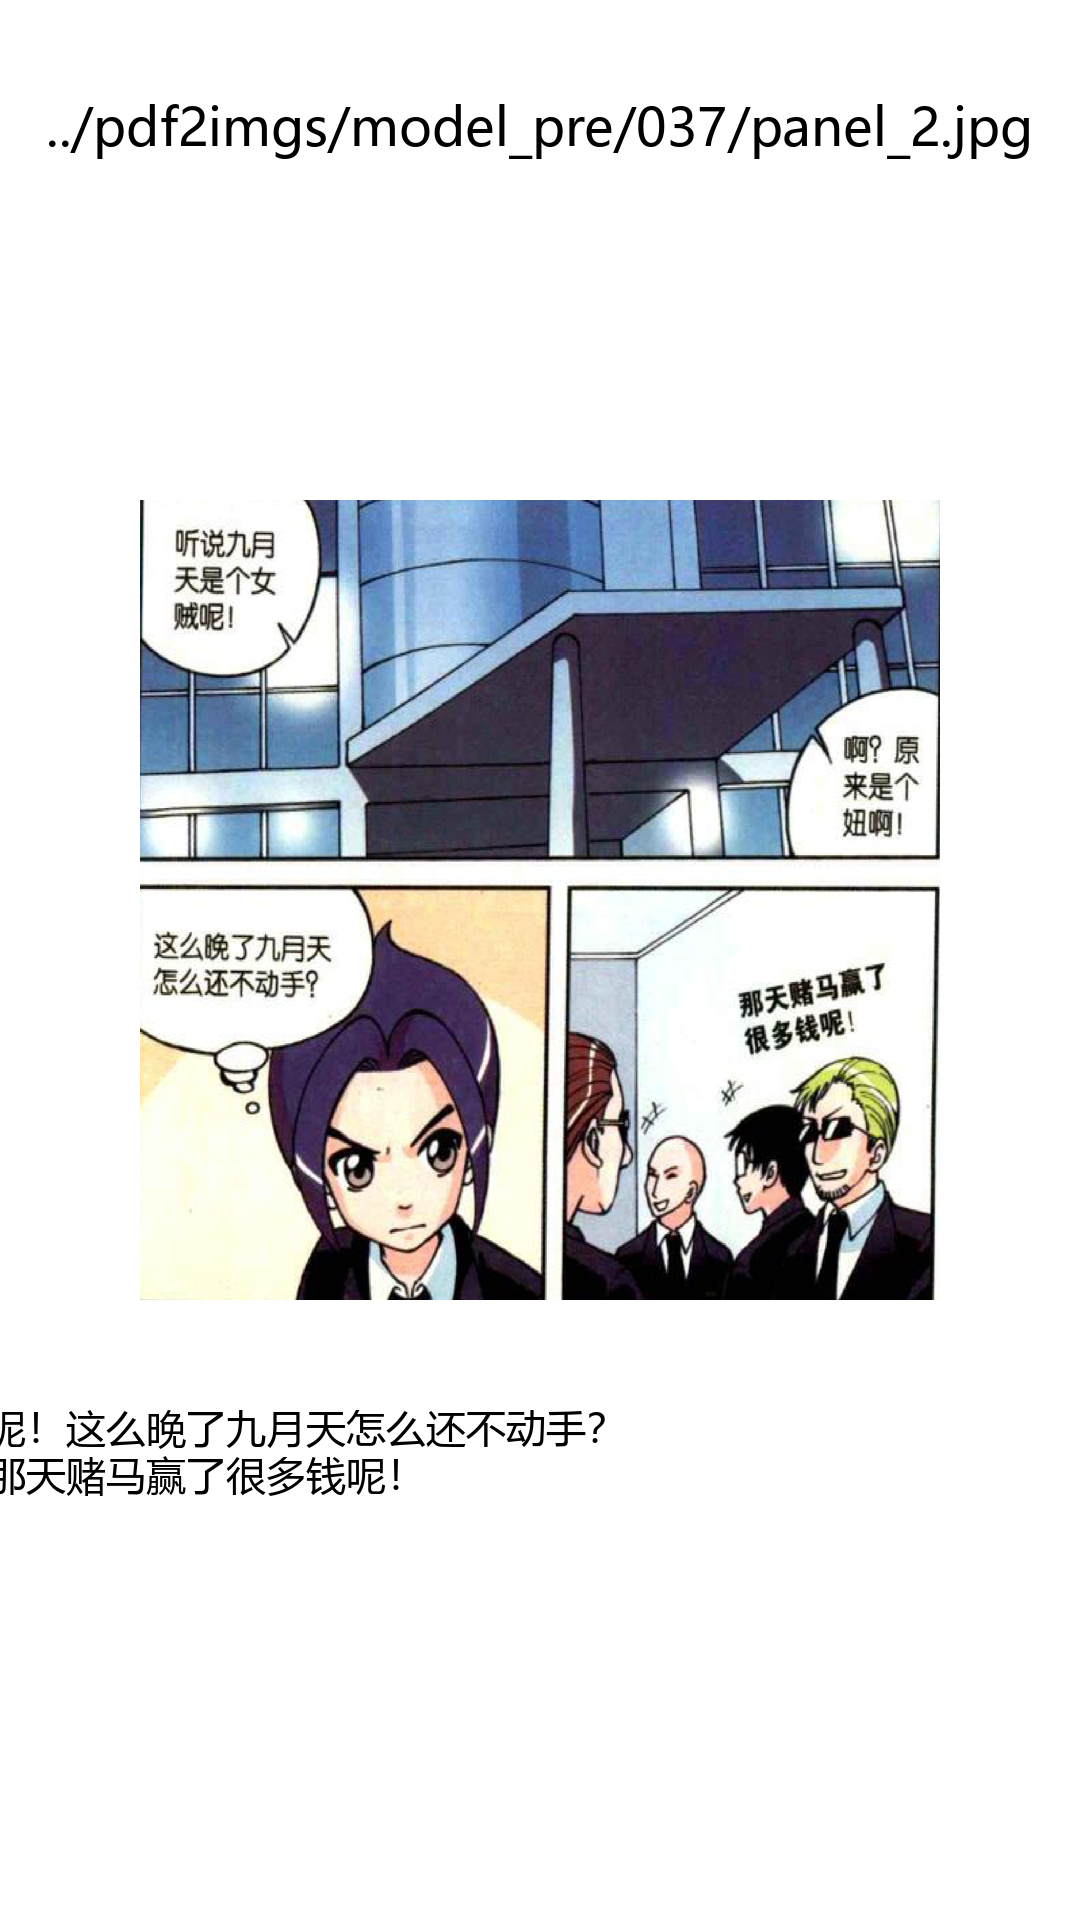 ../pdf2imgs/model_pre/037/panel_2.jpg
听说九月
天是个女
贼呢！
啊？原
来是个
妞啊！
这么晚了九月天
怎么还不动手？
那天赌马赢了
很多钱呢！
呢！这么晚了九月天怎么还不动手？
那天赌马赢了很多钱呢！